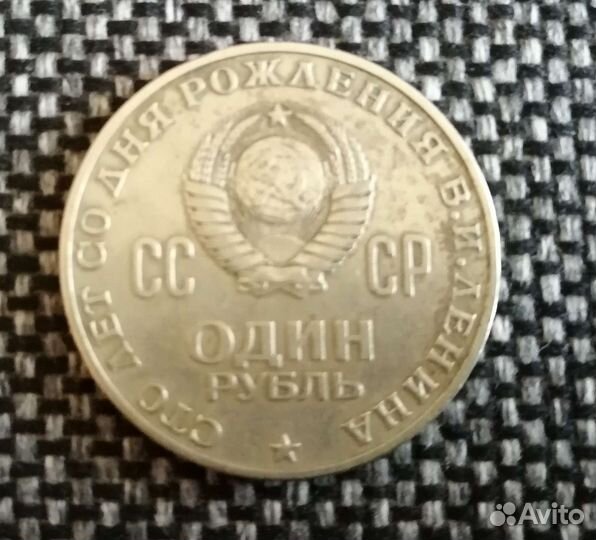 СТО ЛЕТ СО ДНЯ РОЖДЕНИЯ В.И.ЛЕНИНА
СС СР
ОДИН
РУБЛЬ
Avito